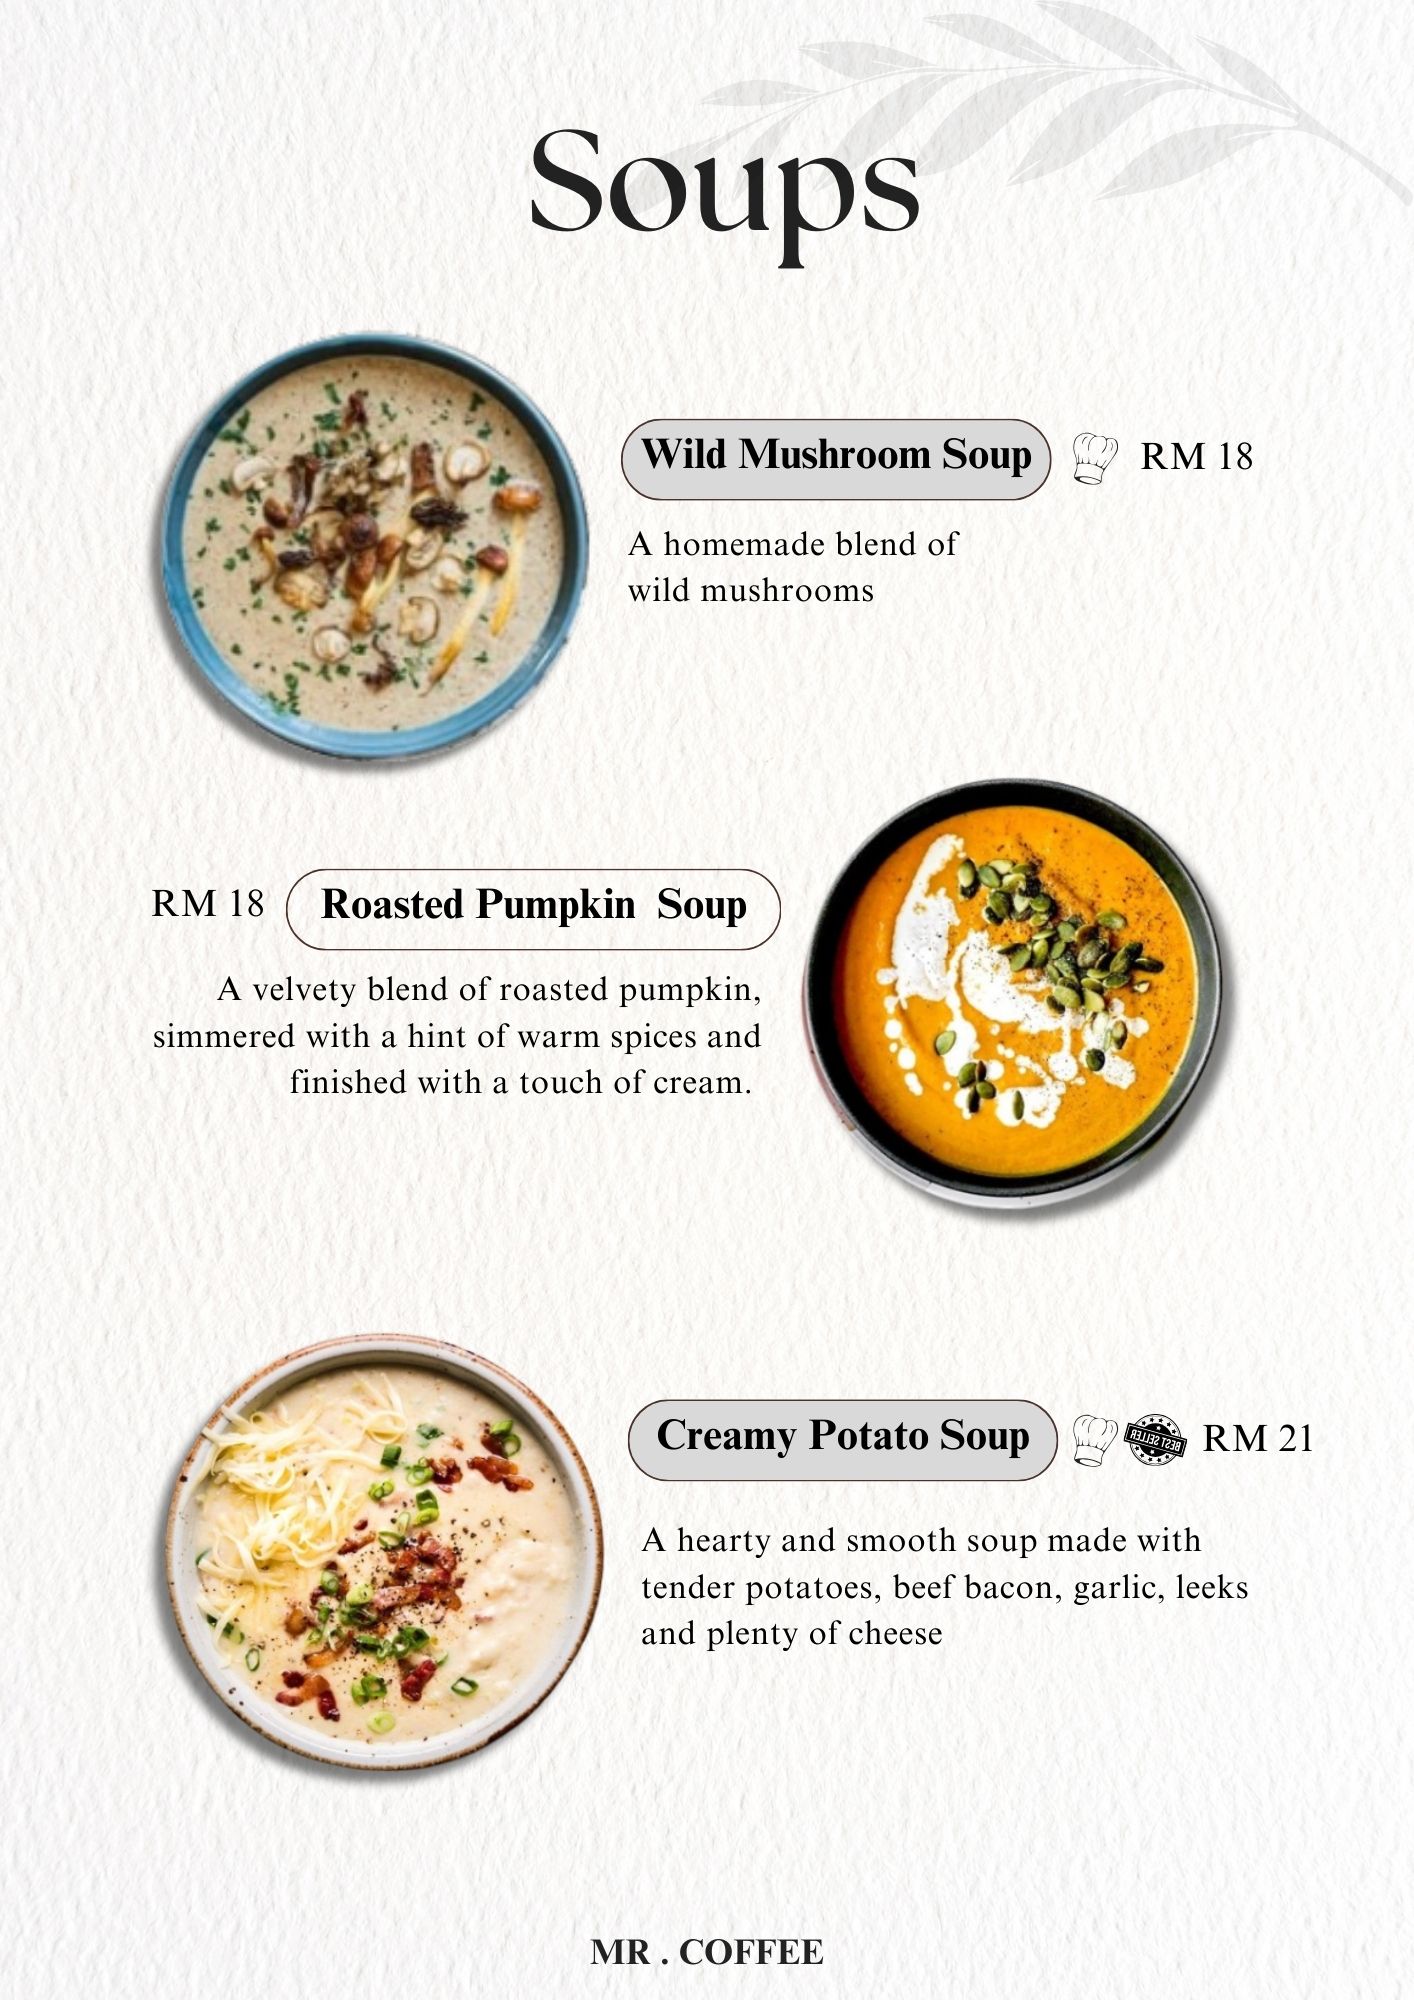 Soups
Wild Mushroom Soup RM 18
A homemade blend of
wild mushrooms
RM 18 Roasted Pumpkin Soup
A velvety blend of roasted pumpkin,
simmered with a hint of warm spices and
finished with a touch of cream.
Creamy Potato Soup BEST SELLER RM 21
A hearty and smooth soup made with
tender potatoes, beef bacon, garlic, leeks
and plenty of cheese
MR . COFFEE